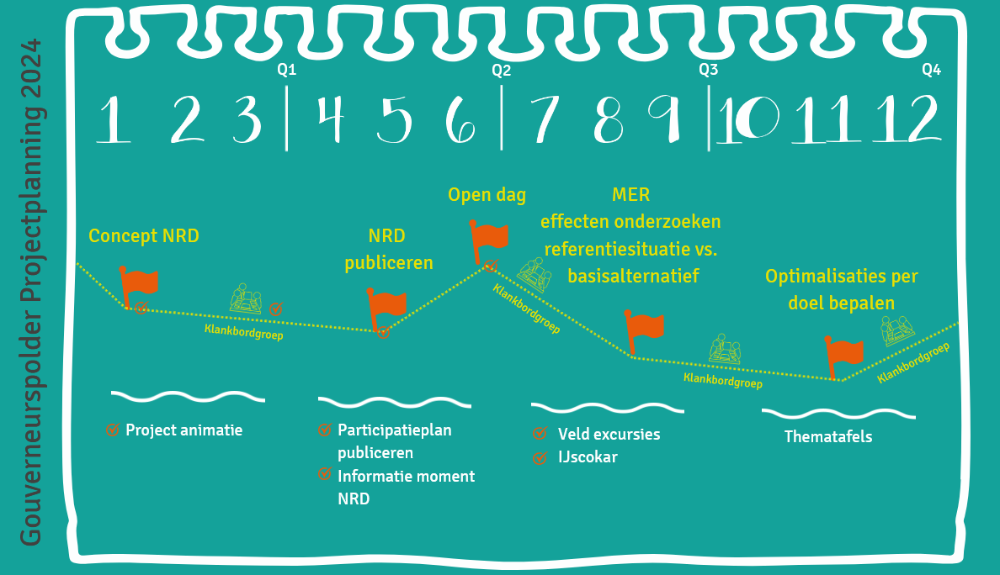 Gouverneurspolder Projectplanning 2024
Q1
Q2
Q3
Q4
1 2 3 4 5 6 7 8 9 10 11 12
Concept NRD
NRD
publiceren
Open dag
MER
effecten onderzoeken
referentiesituatie vs.
basisalternatief
Optimalisaties per
doel bepalen
Klankbordgroep
Klankbordgroep
Klankbordgroep
Klankbordgroep
Project animatie
Participatieplan
publiceren
Informatie moment
NRD
Veld excursies
IJscokar
Thematafels